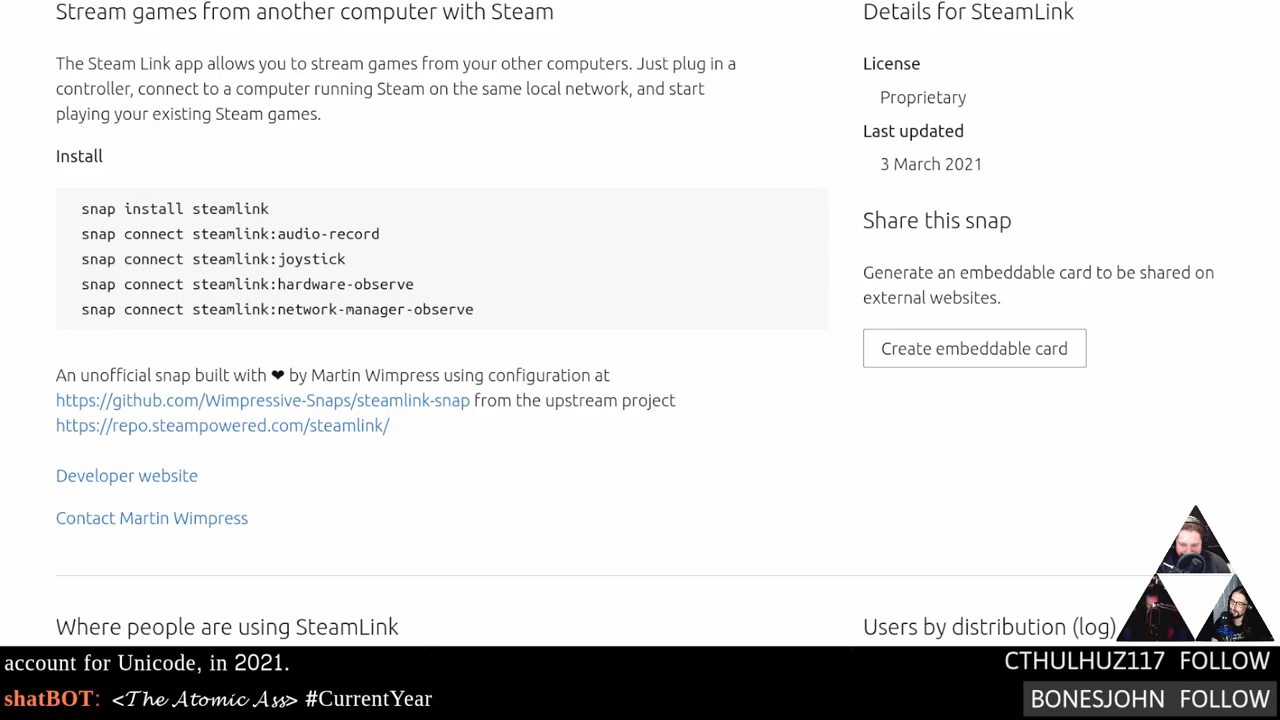 Stream games from another computer with Steam
The Steam Link app allows you to stream games from your other computers. Just plug in a
controller, connect to a computer running Steam on the same local network, and start
playing your existing Steam games.
Install
snap install steamlink
snap connect steamlink:audio-record
snap connect steamlink:joystick
snap connect steamlink:hardware-observe
snap connect steamlink:network-manager-observe
An unofficial snap built with ❤ by Martin Wimpress using configuration at
https://github.com/Wimpressive-Snaps/steamlink-snap from the upstream project
https://repo.steampowered.com/steamlink/
Developer website
Contact Martin Wimpress
Details for SteamLink
License
Proprietary
Last updated
3 March 2021
Share this snap
Generate an embeddable card to be shared on
external websites.
Create embeddable card
Where people are using SteamLink
Users by distribution (log)
account for Unicode, in 2021.
shatBOT: <𝓣𝓱𝓮 𝓐𝓽𝓸𝓶𝓲𝓬 𝓐𝓼𝓼> #CurrentYear
CTHULHUZ117 FOLLOW
BONESJOHN FOLLOW